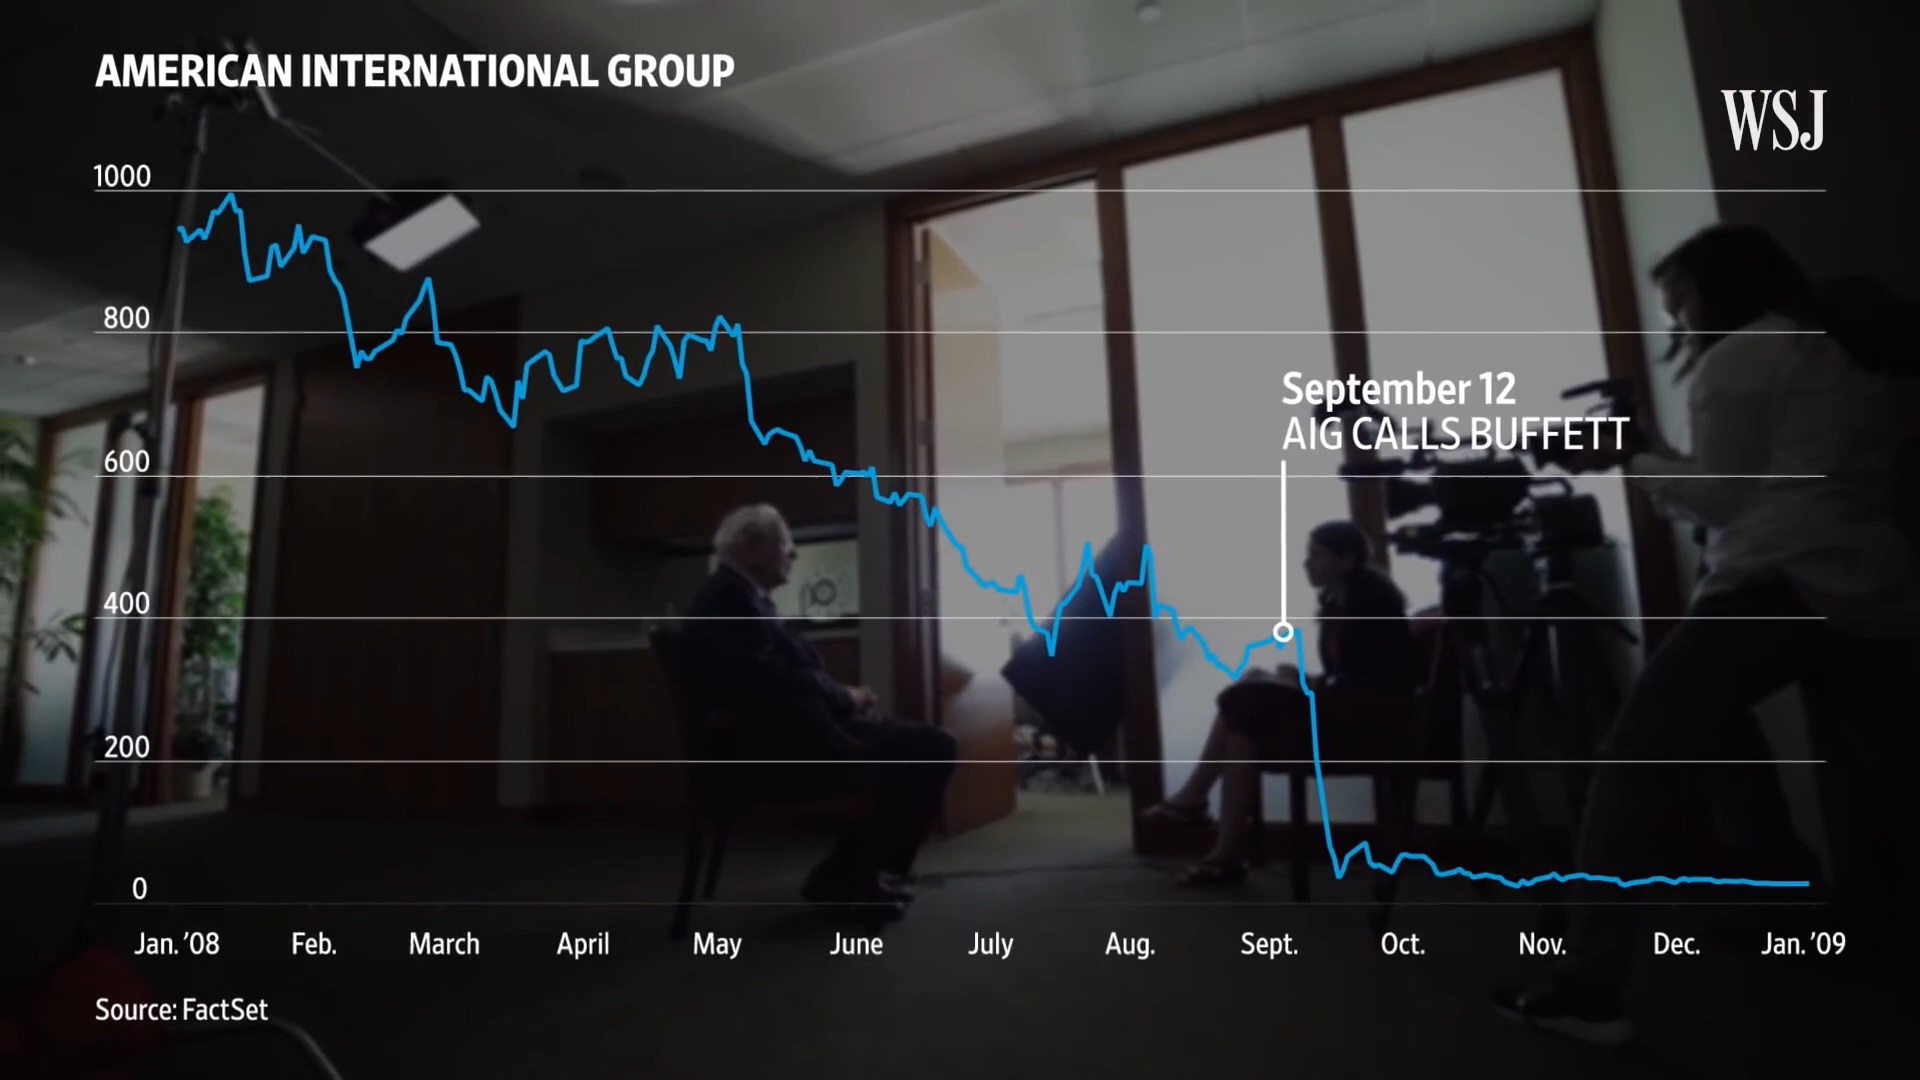 AMERICAN INTERNATIONAL GROUP
WSJ
1000
800
September 12
AIG CALLS BUFFETT
600
400
200
0
Jan. ’08 Feb. March April May June July Aug. Sept. Oct. Nov. Dec. Jan. ’09
Source: FactSet